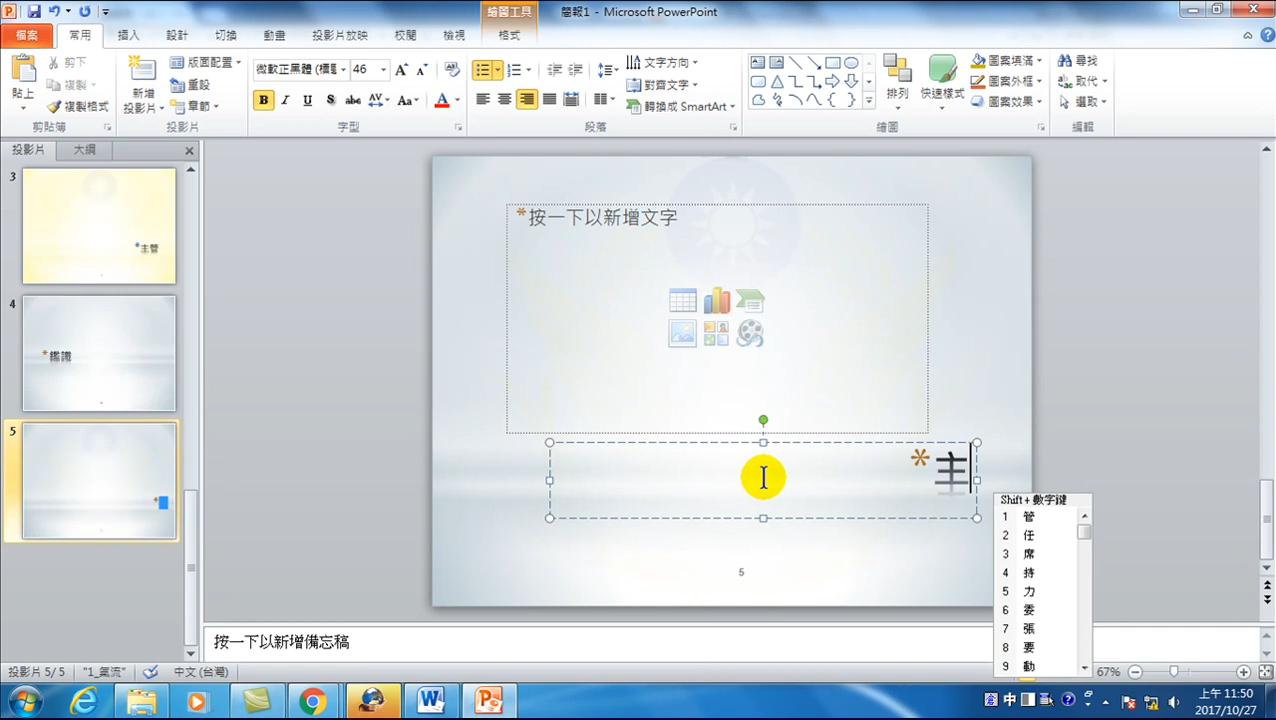 繪圖工具
簡報1 - Microsoft PowerPoint
檔案 常用 插入 設計 切換 動畫 投影片放映 校閱 檢視 格式
貼上 剪下 複製 複製格式 剪貼簿
新增投影片 版面配置 重設 章節 投影片
微軟正黑體 (標題 46 B I U S abc AV Aa A 字型
文字方向 對齊文字 轉換成 SmartArt 段落
排列 快速樣式 圖案填滿 圖案外框 圖案效果 繪圖
尋找 取代 選取 編輯
投影片 大綱
3
*主管
4
*鑑識
5
*按一下以新增文字
*主
5
Shift + 數字鍵
1 管
2 任
3 席
4 持
5 力
6 委
7 張
8 要
9 動
按一下以新增備忘稿
投影片 5/5 "1_氣流" 中文 (台灣) 67%
中
上午 11:50
2017/10/27